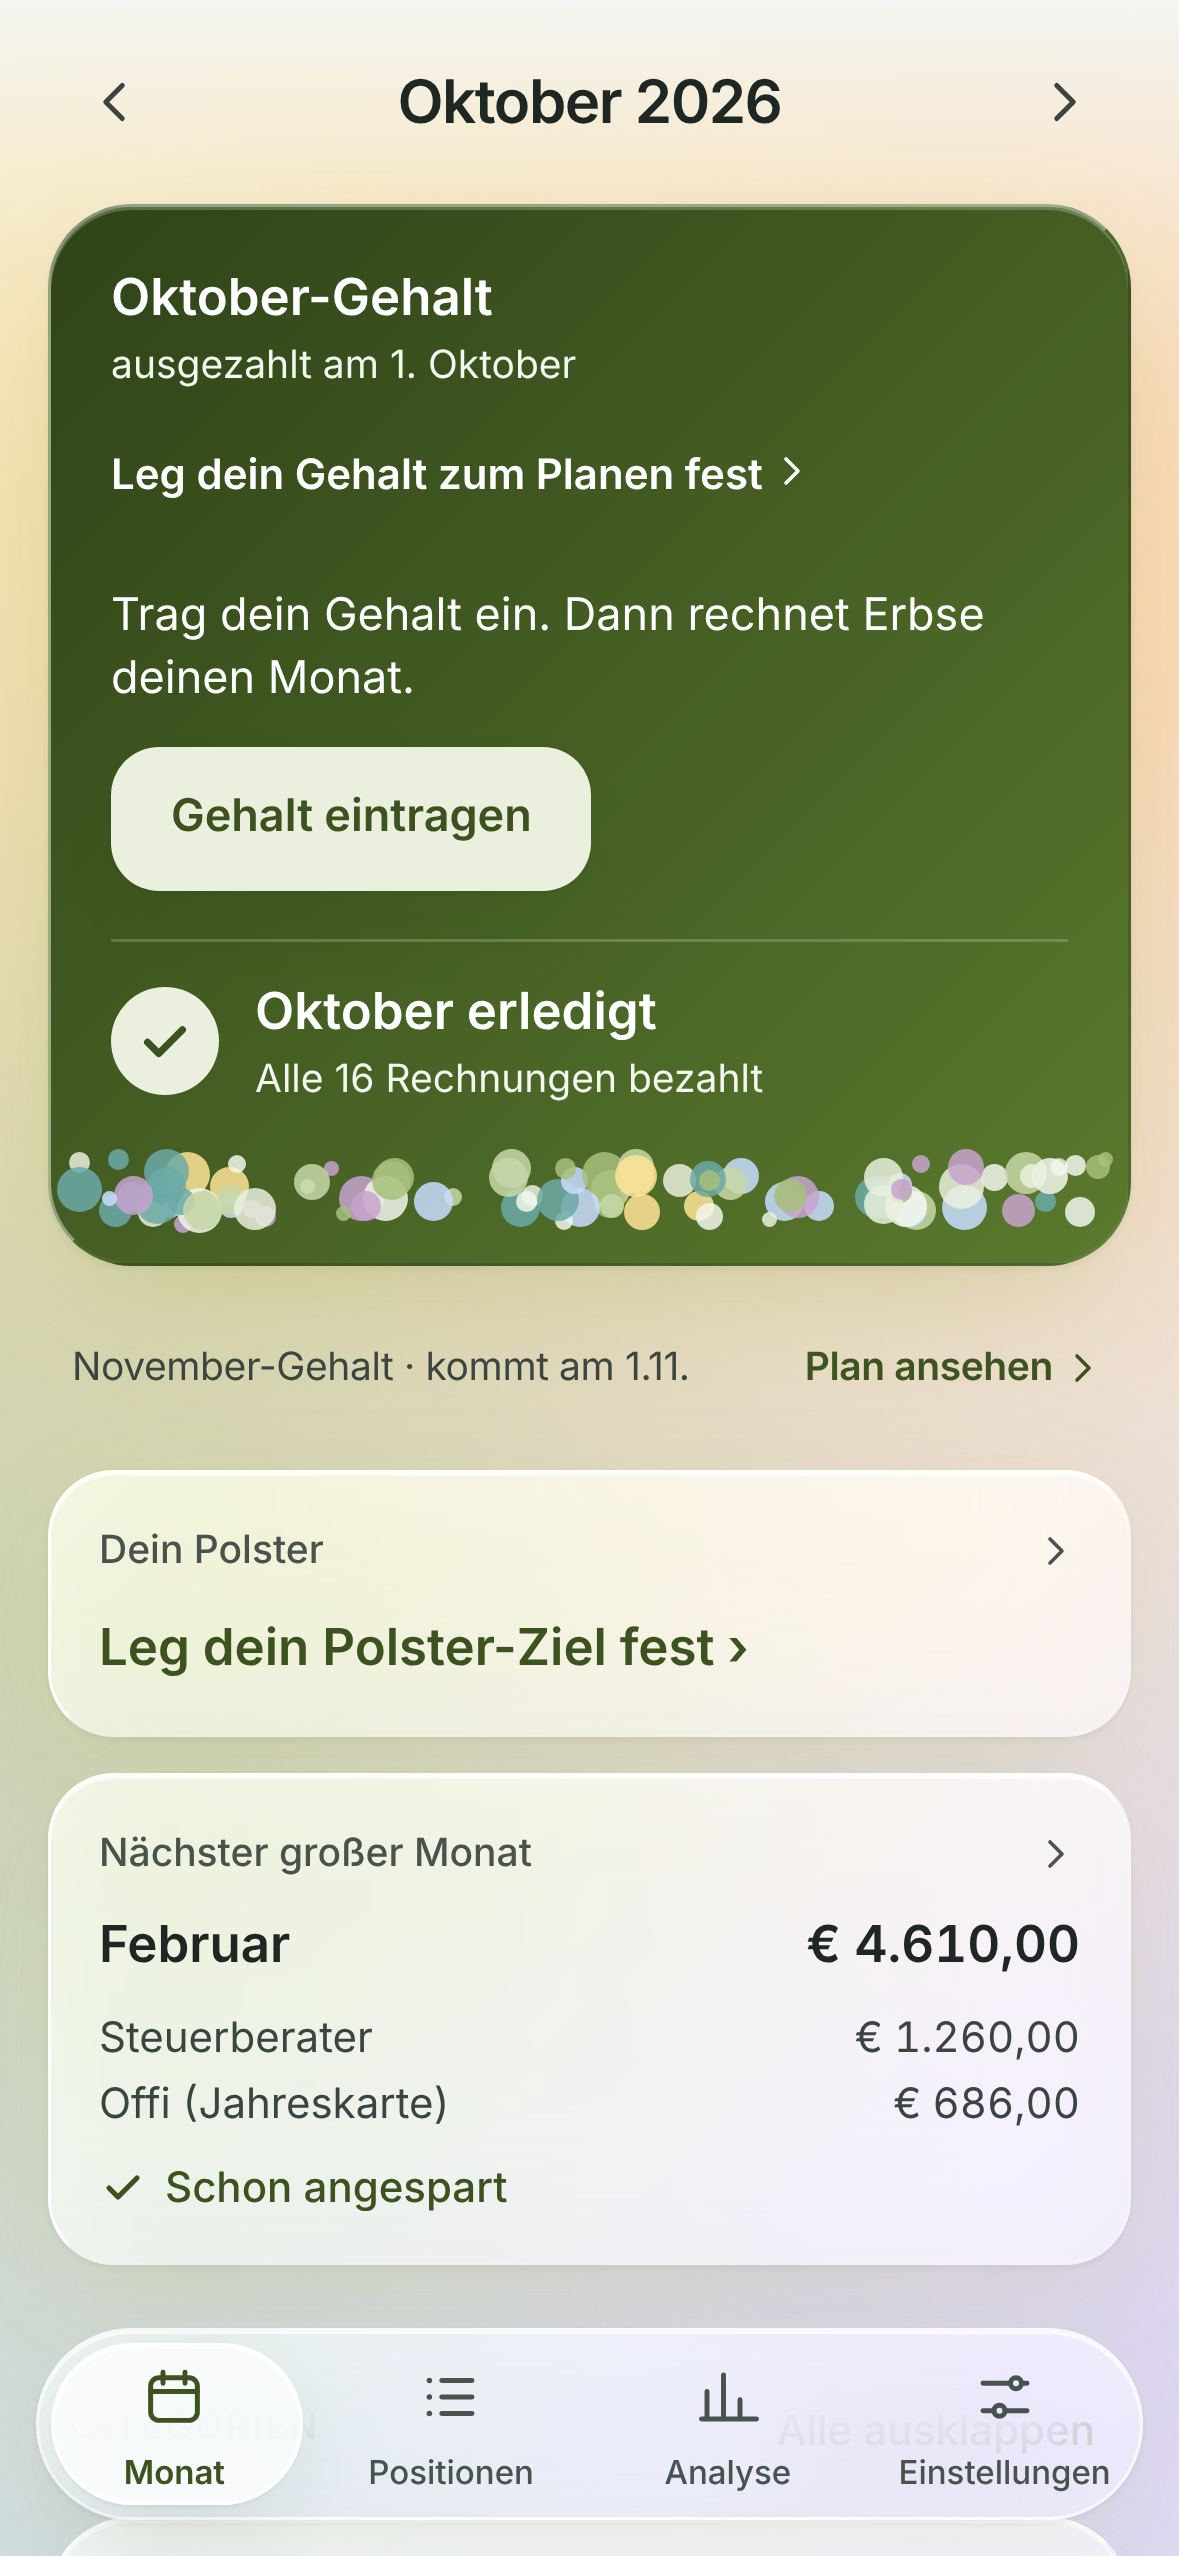 Oktober 2026
Oktober-Gehalt
ausgezahlt am 1. Oktober
Leg dein Gehalt zum Planen fest
Trag dein Gehalt ein. Dann rechnet Erbse
deinen Monat.
Gehalt eintragen
Oktober erledigt
Alle 16 Rechnungen bezahlt
November-Gehalt · kommt am 1.11.
Plan ansehen
Dein Polster
Leg dein Polster-Ziel fest ›
Nächster großer Monat
Februar
€ 4.610,00
Steuerberater
€ 1.260,00
Offi (Jahreskarte)
€ 686,00
Schon angespart
KATEGORIEN
Alle ausklappen
Monat
Positionen
Analyse
Einstellungen